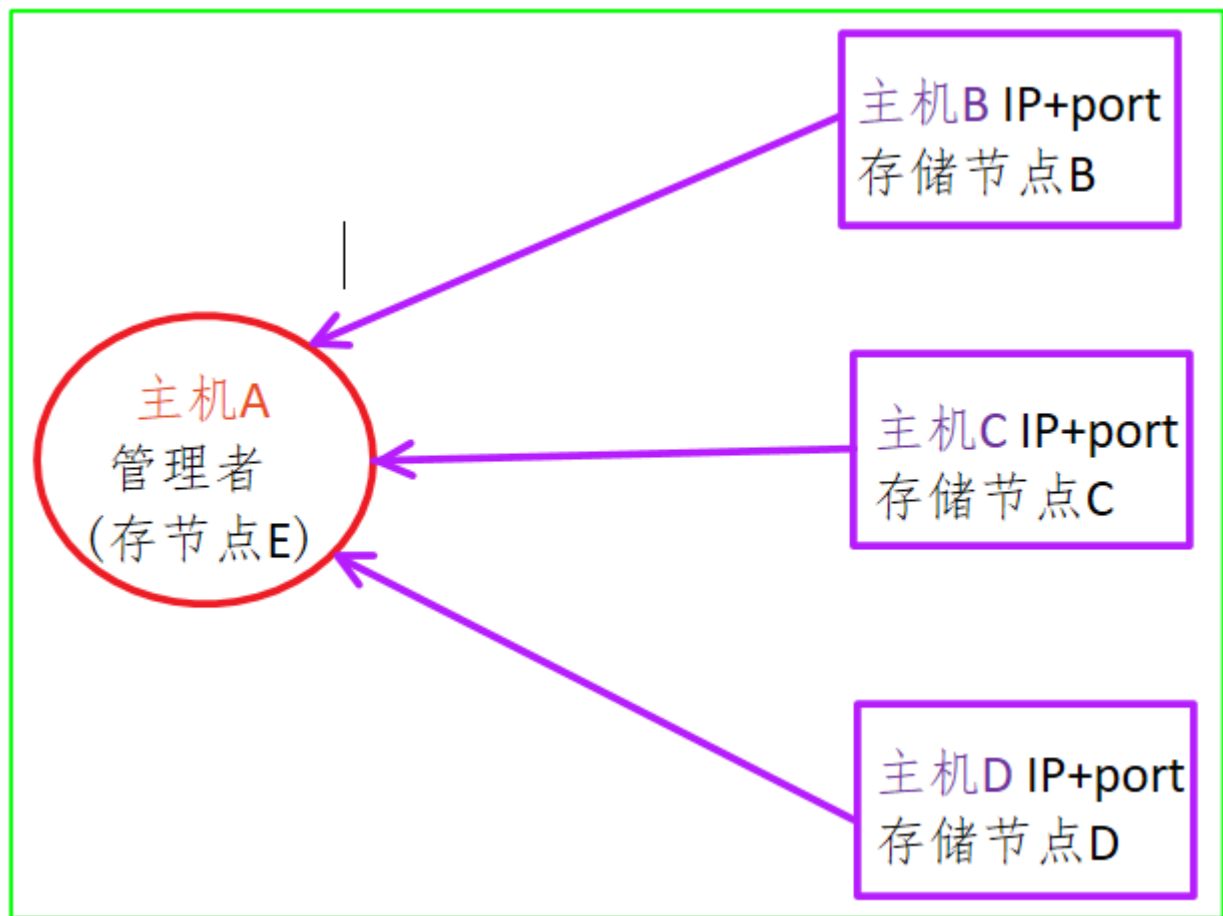 主机B IP+port
存储节点B
主机A
管理者
(存节点E)
主机C IP+port
存储节点C
主机D IP+port
存储节点D